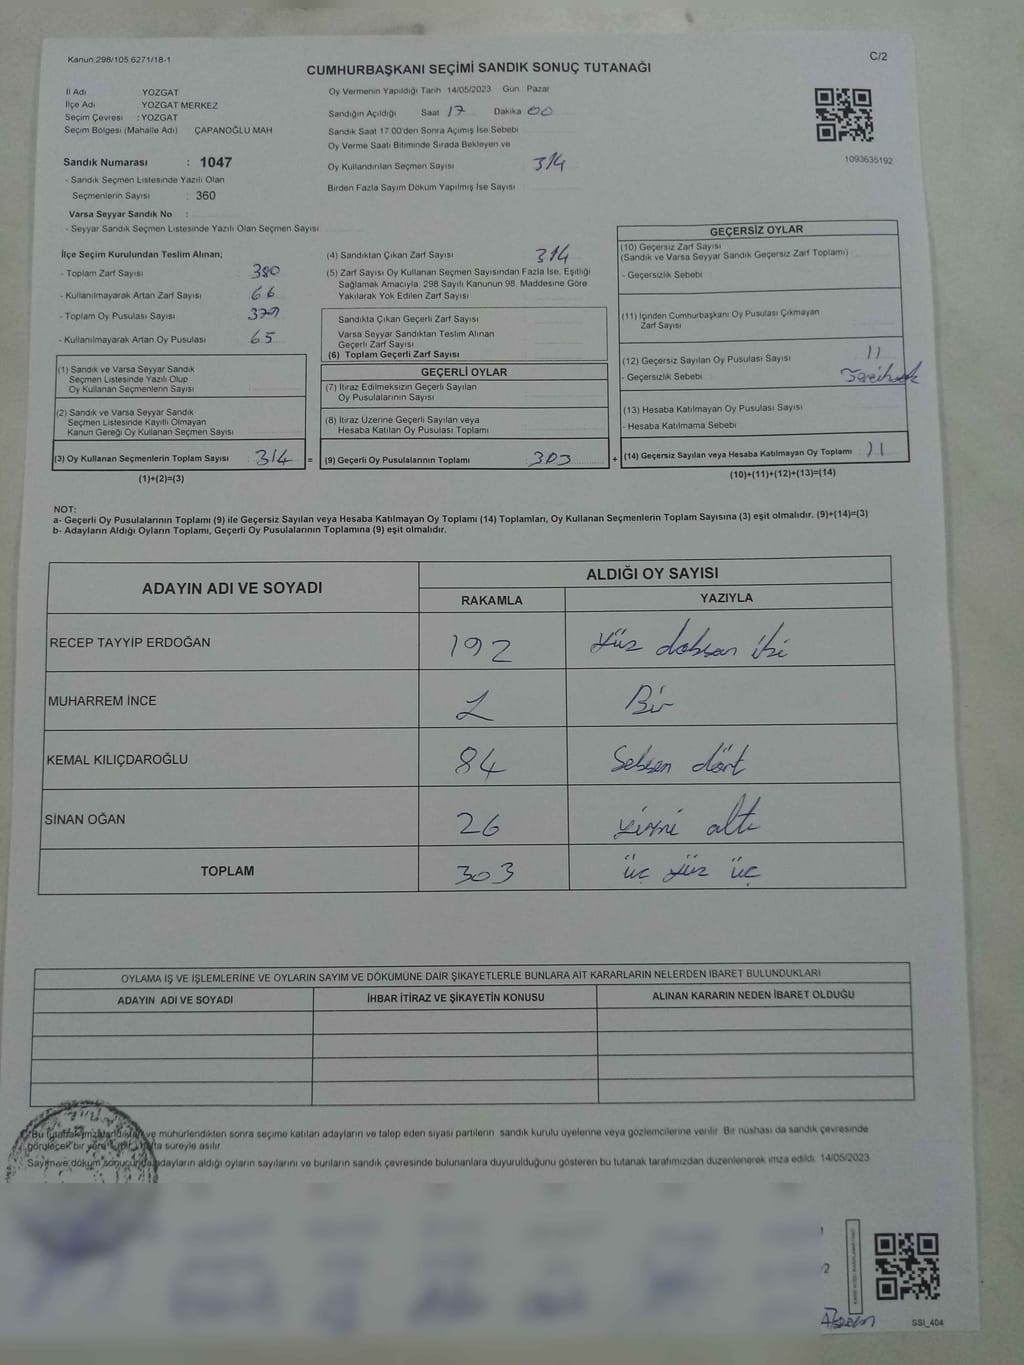 Kanun:298/105,6271/18-1
C/2
CUMHURBAŞKANI SEÇİMİ SANDIK SONUÇ TUTANAĞI
İl Adı YOZGAT
İlçe Adı YOZGAT MERKEZ
Seçim Çevresi : YOZGAT
Seçim Bölgesi (Mahalle Adı) ÇAPANOĞLU MAH
Sandık Numarası : 1047
- Sandık Seçmen Listesinde Yazılı Olan
Seçmenlerin Sayısı : 360
Varsa Seyyar Sandık No :
- Seyyar Sandık Seçmen Listesinde Yazılı Olan Seçmen Sayısı
Oy Vermenin Yapıldığı Tarih 14/05/2023 Gün Pazar
Sandığın Açıldığı Saat 17 Dakika 00
Sandık Saat 17:00'den Sonra Açımış İse Sebebi
Oy Verme Saati Bitiminde Sırada Bekleyen ve
Oy Kullandırılan Seçmen Sayısı 314
Birden Fazla Sayım Döküm Yapılmış İse Sayısı
1093635192
İlçe Seçim Kurulundan Teslim Alınan;
- Toplam Zarf Sayısı 380
- Kullanılmayarak Artan Zarf Sayısı 66
- Toplam Oy Pusulası Sayısı 379
- Kullanılmayarak Artan Oy Pusulası 65
(1) Sandık ve Varsa Seyyar Sandık
Seçmen Listesinde Yazılı Olup
Oy Kullanan Seçmenlerin Sayısı
(2) Sandık ve Varsa Seyyar Sandık
Seçmen Listesinde Kayıtlı Olmayan
Kanun Gereği Oy Kullanan Seçmen Sayısı
(3) Oy Kullanan Seçmenlerin Toplam Sayısı 314 =
(1)+(2)=(3)
(4) Sandıktan Çıkan Zarf Sayısı 314
(5) Zarf Sayısı Oy Kullanan Seçmen Sayısından Fazla İse, Eşitliği
Sağlamak Amacıyla, 298 Sayılı Kanunun 98. Maddesine Göre
Yakılarak Yok Edilen Zarf Sayısı
Sandıkla Çıkan Geçerli Zarf Sayısı
Varsa Seyyar Sandıktan Teslim Alınan
Geçerli Zarf Sayısı
(6) Toplam Geçerli Zarf Sayısı
GEÇERLİ OYLAR
(7) İtiraz Edilmeksizin Geçerli Sayılan
Oy Pusulalarının Sayısı
(8) İtiraz Üzerine Geçerli Sayılan veya
Hesaba Katılan Oy Pusulası Toplamı
(9) Geçerli Oy Pusulalarının Toplamı 303 +
GEÇERSİZ OYLAR
(10) Geçersiz Zarf Sayısı
(Sandık ve Varsa Seyyar Sandık Geçersiz Zarf Toplamı)
- Geçersizlik Sebebi
(11) İçinden Cumhurbaşkanı Oy Pusulası Çıkmayan
Zarf Sayısı
(12) Geçersiz Sayılan Oy Pusulası Sayısı 11
- Geçersizlik Sebebi
(13) Hesaba Katılmayan Oy Pusulası Sayısı
- Hesaba Katılmama Sebebi
(14) Geçersiz Sayılan veya Hesaba Katılmayan Oy Toplamı 11
(10)+(11)+(12)+(13)=(14)
NOT:
a- Geçerli Oy Pusulalarının Toplamı (9) ile Geçersiz Sayılan veya Hesaba Katılmayan Oy Toplamı (14) Toplamları, Oy Kullanan Seçmenlerin Toplam Sayısına (3) eşit olmalıdır. (9)+(14)=(3)
b- Adayların Aldığı Oyların Toplamı, Geçerli Oy Pusulalarının Toplamına (9) eşit olmalıdır.
ADAYIN ADI VE SOYADI ALDIĞI OY SAYISI
RAKAMLA YAZIYLA
RECEP TAYYİP ERDOĞAN 192 Yüz doksan iki
MUHARREM İNCE 1 Bir
KEMAL KILIÇDAROĞLU 84 Seksen dört
SİNAN OĞAN 26 Yirmi altı
TOPLAM 303 üç yüz üç
OYLAMA İŞ VE İŞLEMLERİNE VE OYLARIN SAYIM VE DÖKÜMÜNE DAİR ŞİKAYETLERLE BUNLARA AİT KARARLARIN NELERDEN İBARET BULUNDUKLARI
ADAYIN ADI VE SOYADI İHBAR İTİRAZ VE ŞİKAYETİN KONUSU ALINAN KARARIN NEDEN İBARET OLDUĞU
Bu tutanak imzalandıktan ve mühürlendikten sonra seçime katılan adayların ve talep eden siyasi partilerin sandık kurulu üyelerine veya gözlemcilerine verilir. Bir nüshası da sandık çevresinde
görülecek bir yere bir hafta süreyle asılır.
Sayım ve döküm sonucunda adayların aldığı oyların sayılarını ve bunların sandık çevresinde bulunanlara duyurulduğunu gösteren bu tutanak tarafımızdan düzenlenerek imza edildi. 14/05/2023
SSI_404